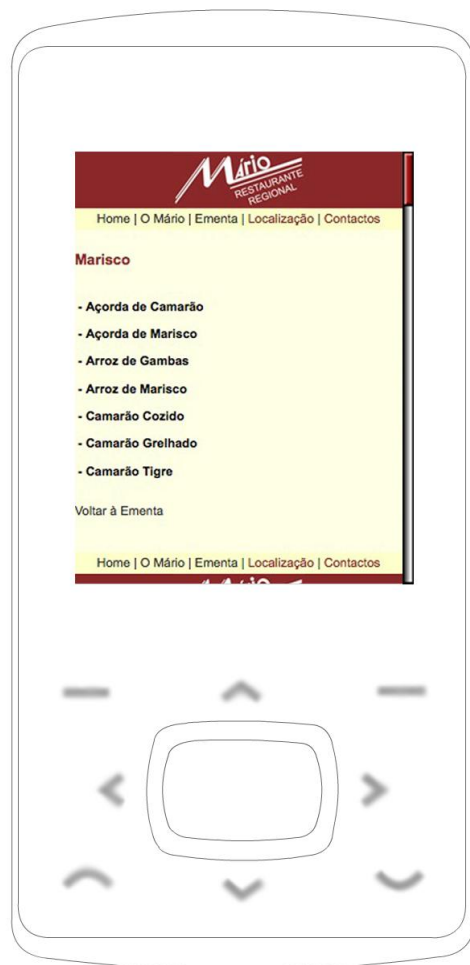 Mário
RESTAURANTE
REGIONAL
Home | O Mário | Ementa | Localização | Contactos
Marisco
- Açorda de Camarão
- Açorda de Marisco
- Arroz de Gambas
- Arroz de Marisco
- Camarão Cozido
- Camarão Grelhado
- Camarão Tigre
Voltar à Ementa
Home | O Mário | Ementa | Localização | Contactos